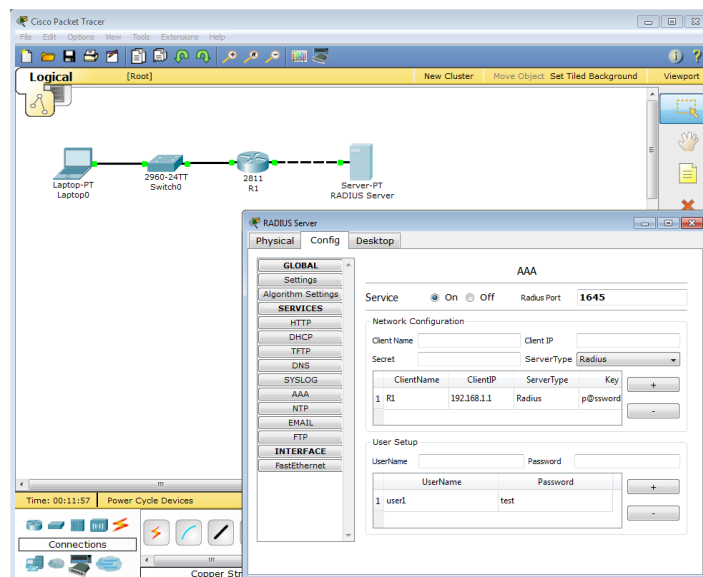 Cisco Packet Tracer
File Edit Options View Tools Extensions Help
Logical [Root] New Cluster Move Object Set Tiled Background Viewport
Laptop-PT
Laptop0
2960-24TT
Switch0
2811
R1
Server-PT
RADIUS Server
RADIUS Server
Physical Config Desktop
GLOBAL
Settings
Algorithm Settings
SERVICES
HTTP
DHCP
TFTP
DNS
SYSLOG
AAA
NTP
EMAIL
FTP
INTERFACE
FastEthernet
AAA
Service On Off Radius Port 1645
Network Configuration
Client Name Client IP
Secret ServerType Radius
ClientName ClientIP ServerType Key
1 R1 192.168.1.1 Radius p@ssword
+
-
User Setup
UserName Password
UserName Password
1 user1 test
+
-
Time: 00:11:57 Power Cycle Devices
Connections
Copper Str